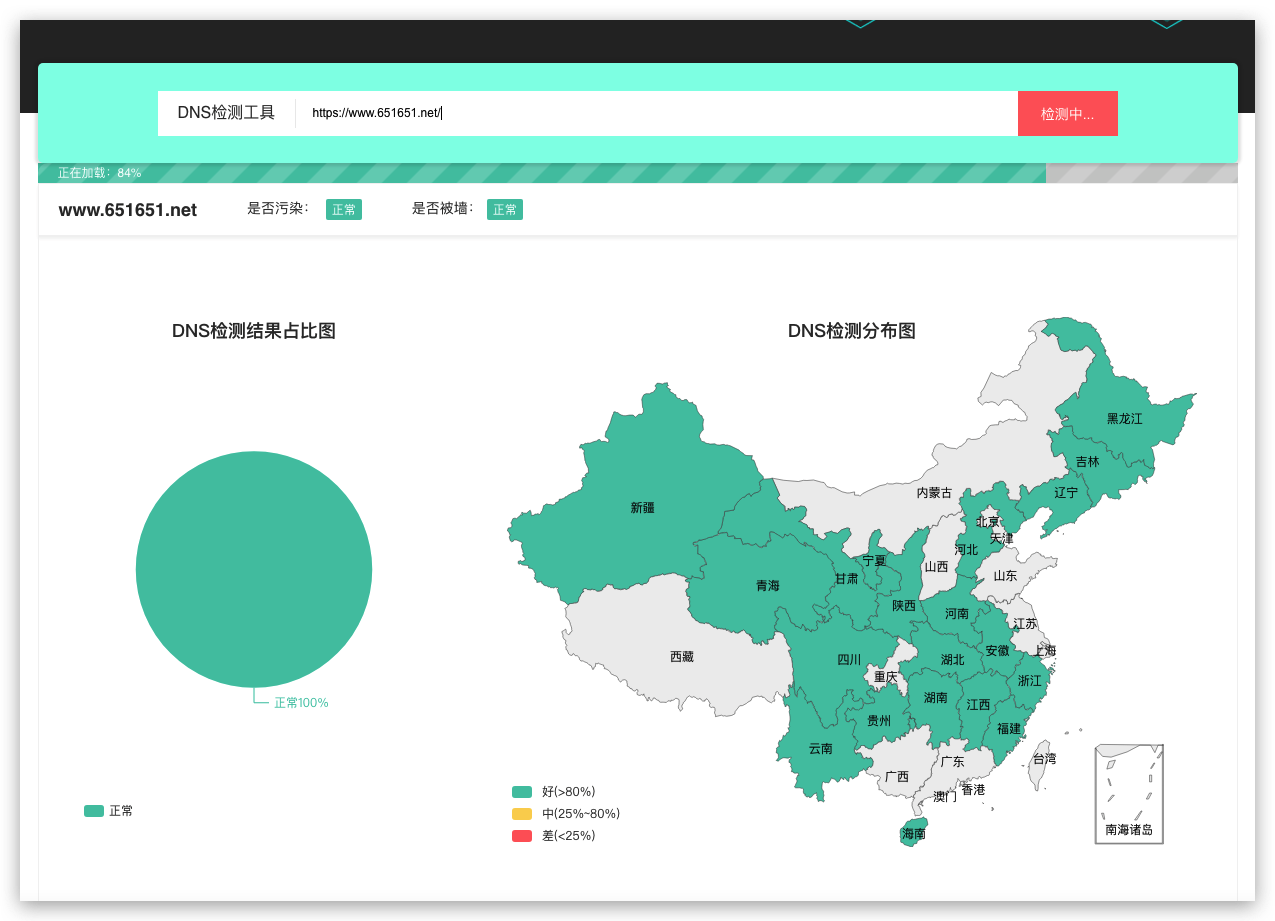 DNS检测工具
https://www.651651.net/
检测中...
正在加载：84%
www.651651.net
是否污染：
正常
是否被墙：
正常
DNS检测结果占比图
正常100%
正常
DNS检测分布图
黑龙江
吉林
辽宁
内蒙古
新疆
北京
天津
河北
宁夏
山西
山东
甘肃
青海
陕西
河南
江苏
安徽
上海
西藏
四川
湖北
重庆
浙江
湖南
江西
贵州
福建
云南
广东
台湾
广西
香港
澳门
海南
南海诸岛
好(>80%)
中(25%~80%)
差(<25%)